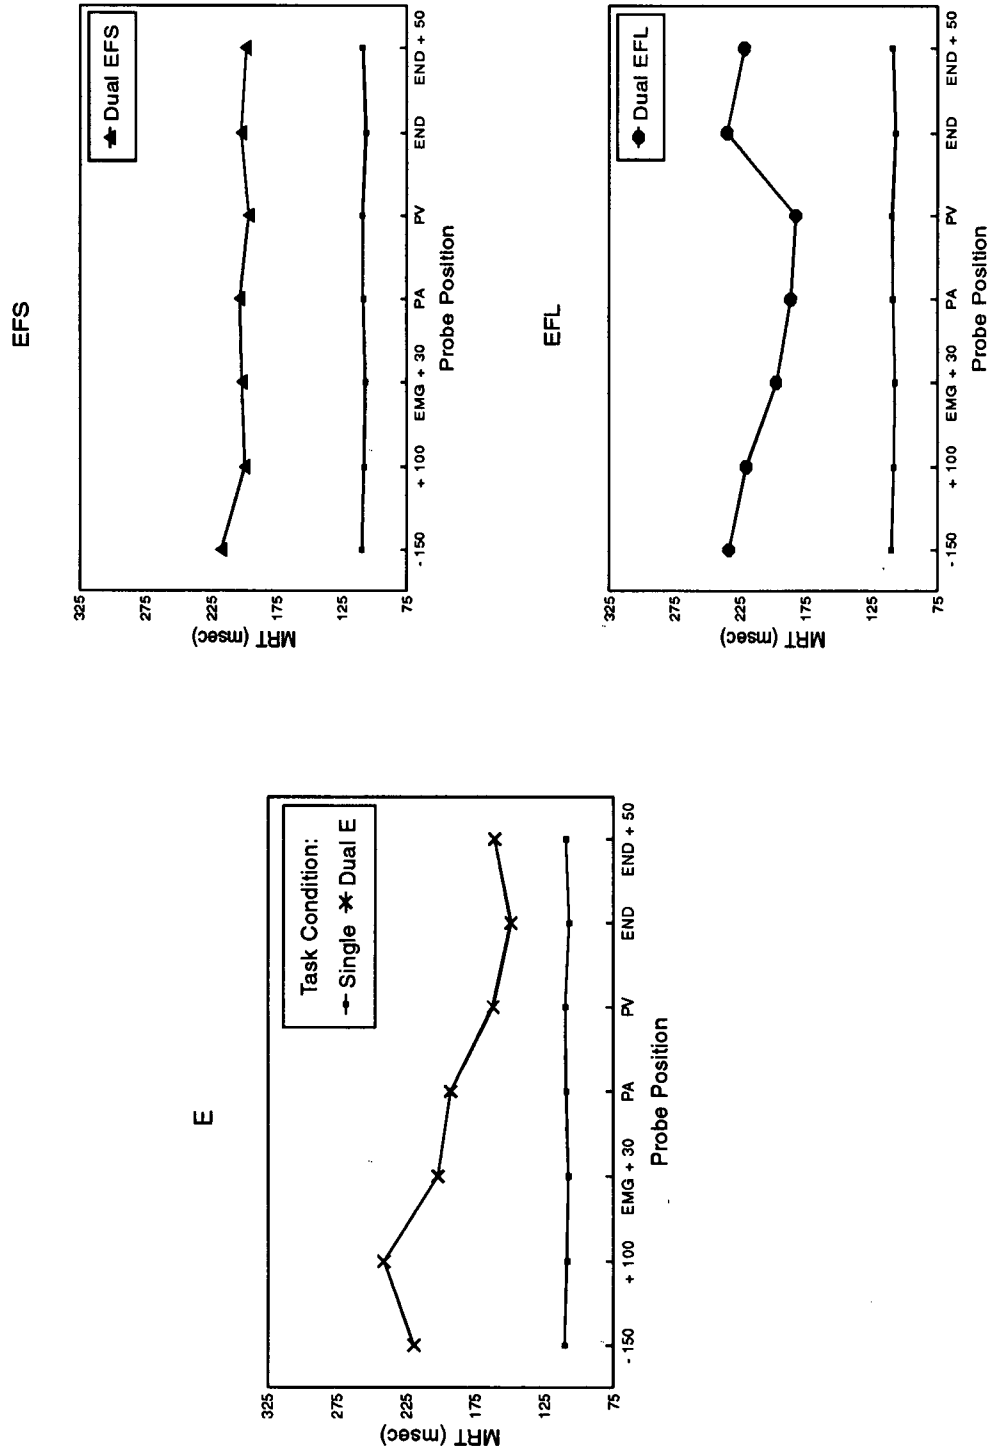 E
325
275
225
175
125
75
MRT (msec)
Task Condition:
Single Dual E
-150
+ 100
EMG + 30
PA
PV
END
END + 50
Probe Position
EFS
325
275
225
175
125
75
MRT (msec)
Dual EFS
-150
+ 100
EMG + 30
PA
PV
END
END + 50
Probe Position
EFL
325
275
225
175
125
75
MRT (msec)
Dual EFL
-150
+ 100
EMG + 30
PA
PV
END
END + 50
Probe Position